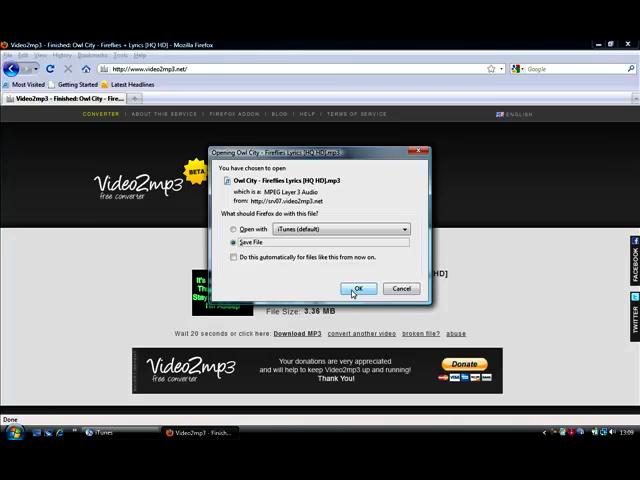 Video2mp3 - Finished: Owl City - Fireflies + Lyrics [HQ HD] - Mozilla Firefox
File Edit View History Bookmarks Tools Help
http://www.video2mp3.net/
Google
Most Visited Getting Started Latest Headlines
Video2mp3 - Finished: Owl City - Fire...
CONVERTER ABOUT THIS SERVICE FIREFOX ADDON BLOG HELP TERMS OF SERVICE ENGLISH
Video2mp3
free converter
BETA
Opening Owl City - Fireflies Lyrics [HQ HD].mp3
You have chosen to open
Owl City - Fireflies Lyrics [HQ HD].mp3
which is a: MPEG Layer 3 Audio
from: http://srv07.video2mp3.net
What should Firefox do with this file?
Open with iTunes (default)
Save File
Do this automatically for files like this from now on.
OK Cancel
HD]
File Size: 3.36 MB
FACEBOOK
TWITTER
Wait 20 seconds or click here: Download MP3 convert another video broken file? abuse
Video2mp3
free converter
Your donations are very appreciated
and will help to keep Video2mp3 up and running!
Thank You!
Donate
Done
iTunes
Video2mp3 - Finish...
13:09